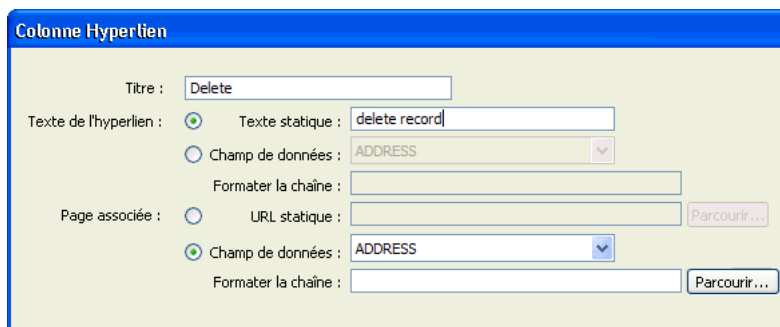 Colonne Hyperlien
Titre : Delete
Texte de l'hyperlien : Texte statique : delete record
Champ de données : ADDRESS
Formater la chaîne :
Page associée : URL statique : Parcourir...
Champ de données : ADDRESS
Formater la chaîne : Parcourir...